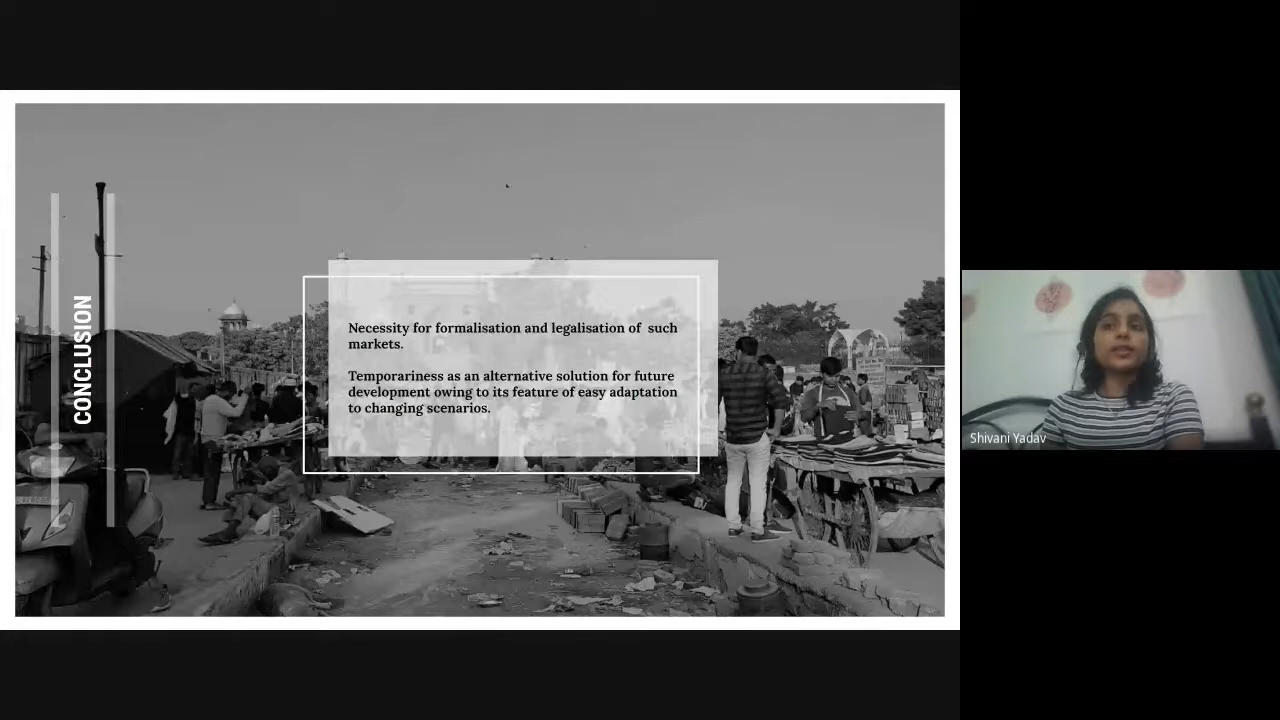 CONCLUSION
Necessity for formalisation and legalisation of such
markets.
Temporariness as an alternative solution for future
development owing to its feature of easy adaptation
to changing scenarios.
Shivani Yadav